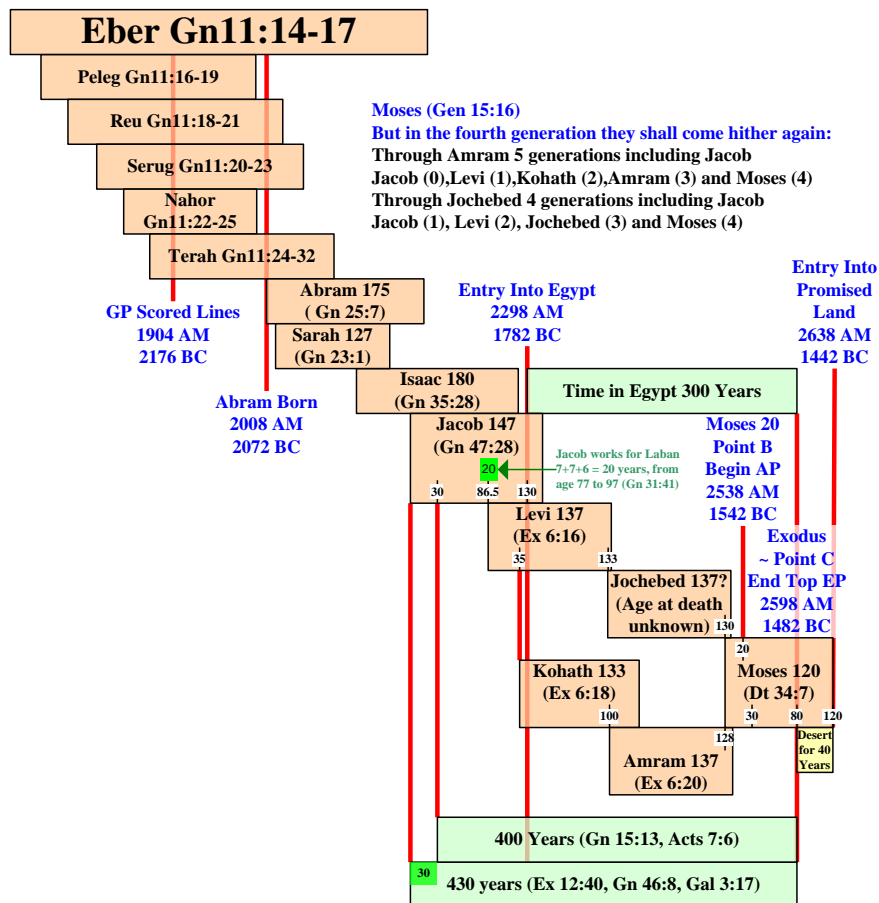 Eber Gn11:14-17
Peleg Gn11:16-19
Reu Gn11:18-21
Serug Gn11:20-23
Nahor
Gn11:22-25
Terah Gn11:24-32
Moses (Gen 15:16)
But in the fourth generation they shall come hither again:
Through Amram 5 generations including Jacob
Jacob (0),Levi (1),Kohath (2),Amram (3) and Moses (4)
Through Jochebed 4 generations including Jacob
Jacob (1), Levi (2), Jochebed (3) and Moses (4)
GP Scored Lines
1904 AM
2176 BC
Abram 175
( Gn 25:7)
Sarah 127
(Gn 23:1)
Entry Into Egypt
2298 AM
1782 BC
Entry Into
Promised
Land
2638 AM
1442 BC
Abram Born
2008 AM
2072 BC
Isaac 180
(Gn 35:28)
Time in Egypt 300 Years
Jacob 147
(Gn 47:28)
20
30
86.5
130
Jacob works for Laban
7+7+6 = 20 years, from
age 77 to 97 (Gn 31:41)
Moses 20
Point B
Begin AP
2538 AM
1542 BC
Levi 137
(Ex 6:16)
35
133
Exodus
~ Point C
End Top EP
2598 AM
1482 BC
Jochebed 137?
(Age at death
unknown)
130
20
Kohath 133
(Ex 6:18)
100
Moses 120
(Dt 34:7)
30
80
120
128
Amram 137
(Ex 6:20)
Desert
for 40
Years
400 Years (Gn 15:13, Acts 7:6)
30
430 years (Ex 12:40, Gn 46:8, Gal 3:17)